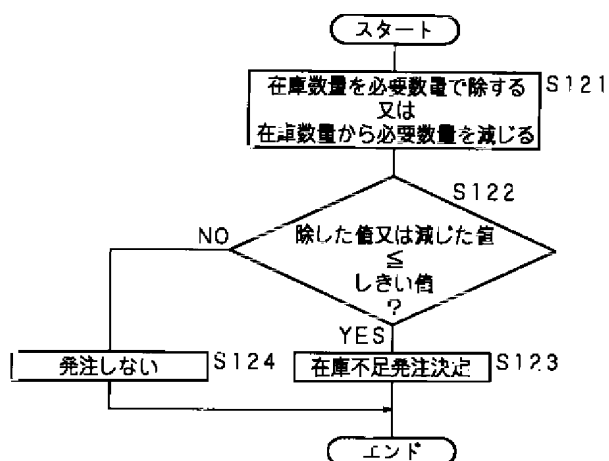 スタート
在庫数量を必要数量で除する
又は
在庫数量から必要数量を減じる
S121
S122
除した値又は減じた値
≦
しきい値
?
NO
YES
発注しない
S124
在庫不足発注決定
S123
エンド